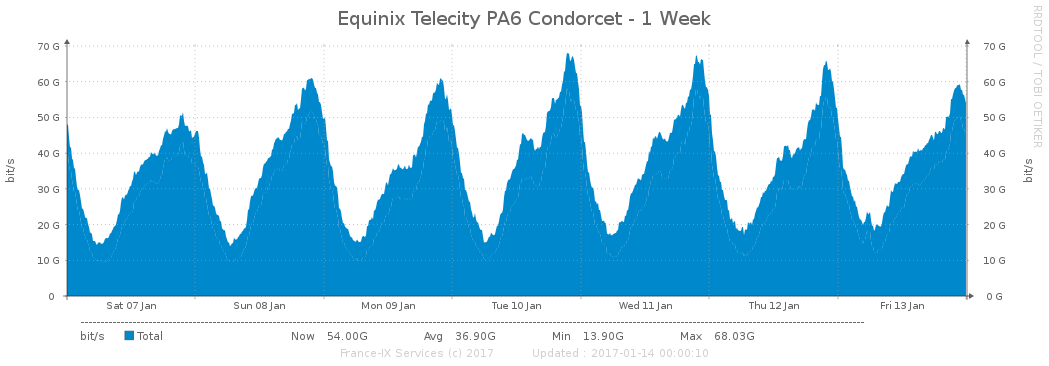 Equinix Telecity PA6 Condorcet - 1 Week
RRDTOOL / TOBI OETIKER
70 G 70 G
60 G 60 G
50 G 50 G
40 G 40 G
30 G 30 G
20 G 20 G
10 G 10 G
0 0 G
bit/s bit/s
Sat 07 Jan Sun 08 Jan Mon 09 Jan Tue 10 Jan Wed 11 Jan Thu 12 Jan Fri 13 Jan
bit/s Total Now 54.00G Avg 36.90G Min 13.90G Max 68.03G
France-IX Services (c) 2017 Updated : 2017-01-14 00:00:10